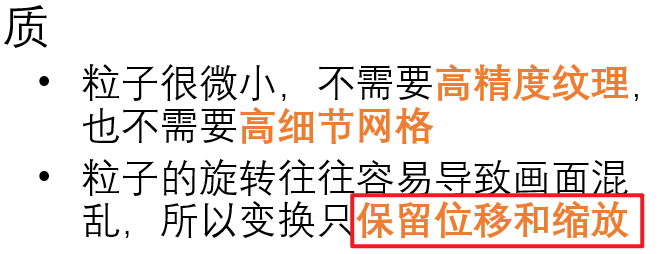 质
• 粒子很微小，不需要高精度纹理，
也不需要高细节网格
• 粒子的旋转往往容易导致画面混
乱，所以变换只保留位移和缩放